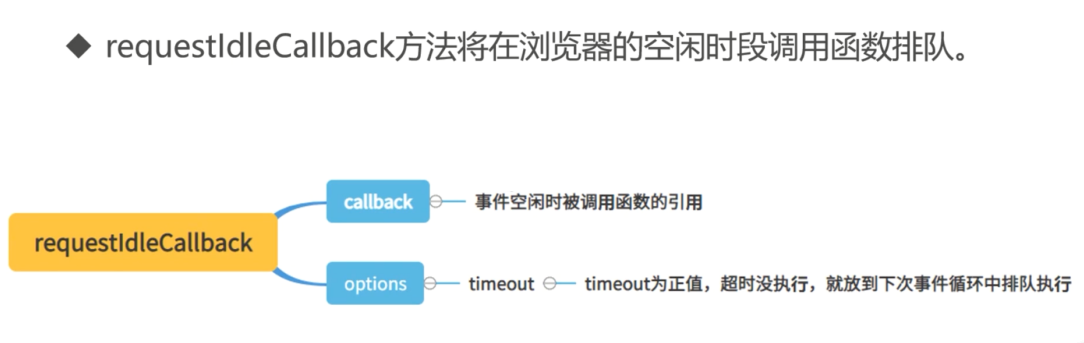 ◆ requestIdleCallback方法将在浏览器的空闲时段调用函数排队。
callback
事件空闲时被调用函数的引用
requestIdleCallback
options
timeout
timeout为正值，超时没执行，就放到下次事件循环中排队执行